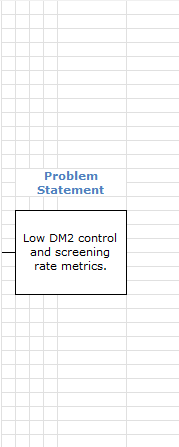 Problem
Statement
Low DM2 control
and screening
rate metrics.